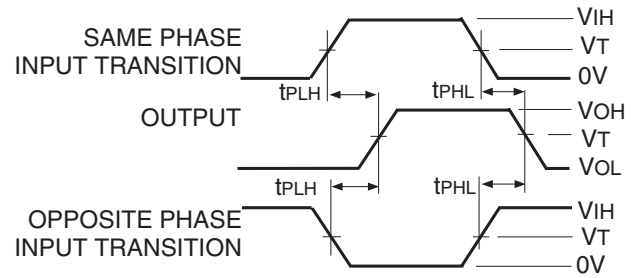 SAME PHASE
INPUT TRANSITION
VIH
VT
0V
tPLH
tPHL
OUTPUT
VOH
VT
VOL
tPLH
tPHL
OPPOSITE PHASE
INPUT TRANSITION
VIH
VT
0V